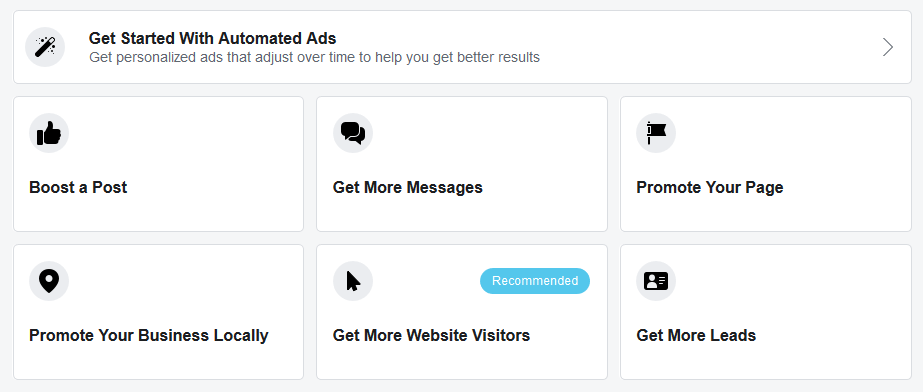 Get Started With Automated Ads
Get personalized ads that adjust over time to help you get better results
Boost a Post
Get More Messages
Promote Your Page
Promote Your Business Locally
Recommended
Get More Website Visitors
Get More Leads